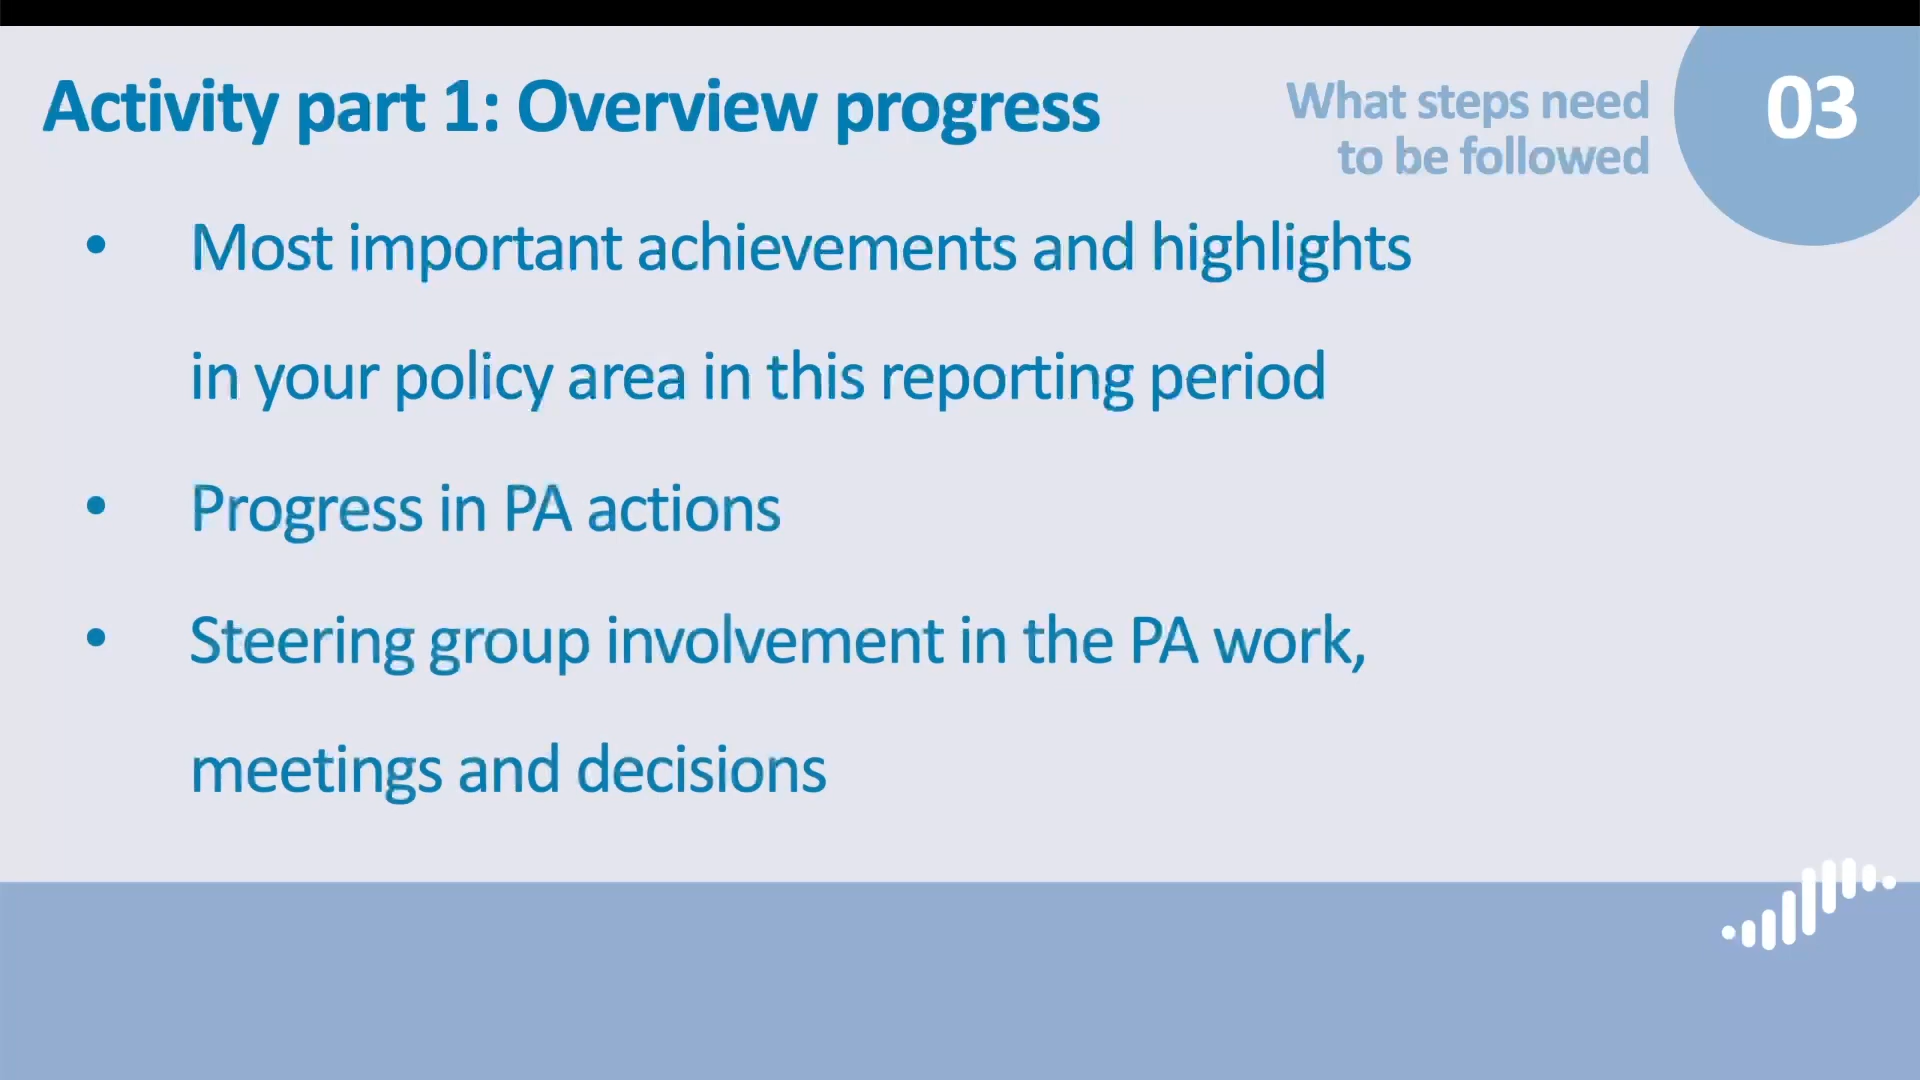 Activity part 1: Overview progress
What steps need
to be followed
03
• Most important achievements and highlights
in your policy area in this reporting period
• Progress in PA actions
• Steering group involvement in the PA work,
meetings and decisions